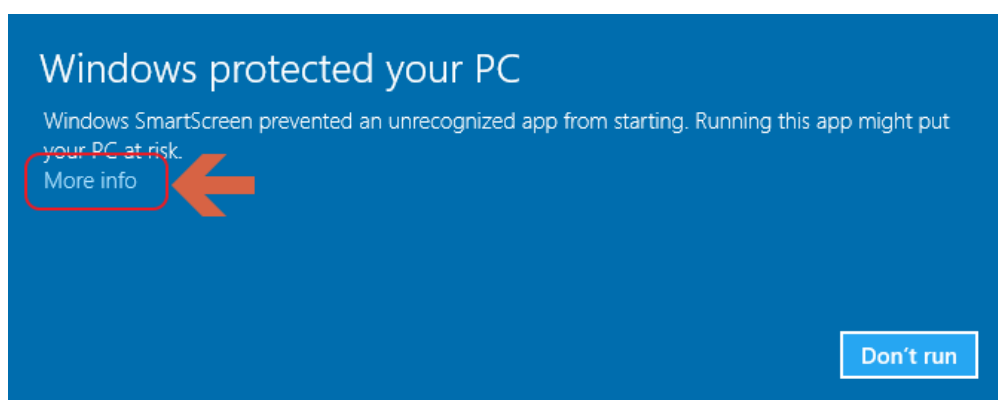 Windows protected your PC
Windows SmartScreen prevented an unrecognized app from starting. Running this app might put
your PC at risk.
More info
Don't run